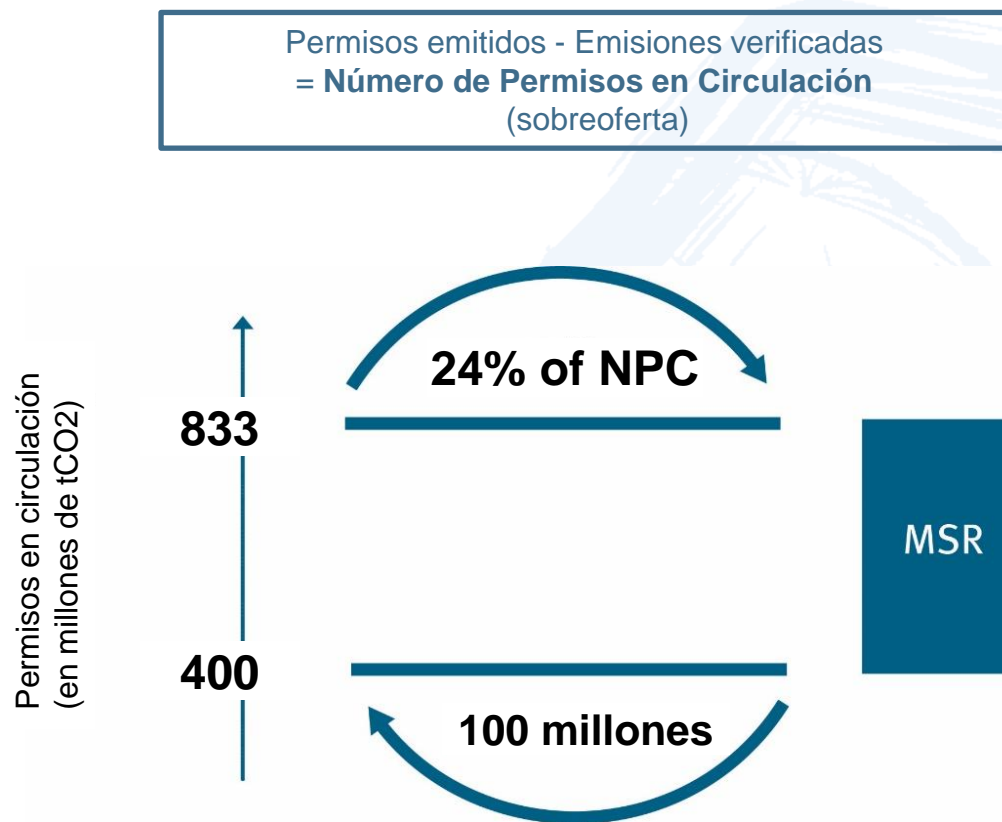 Permisos emitidos - Emisiones verificadas
= Número de Permisos en Circulación
(sobreoferta)
Permisos en circulación
(en millones de tCO2)
24% of NPC
833
MSR
400
100 millones